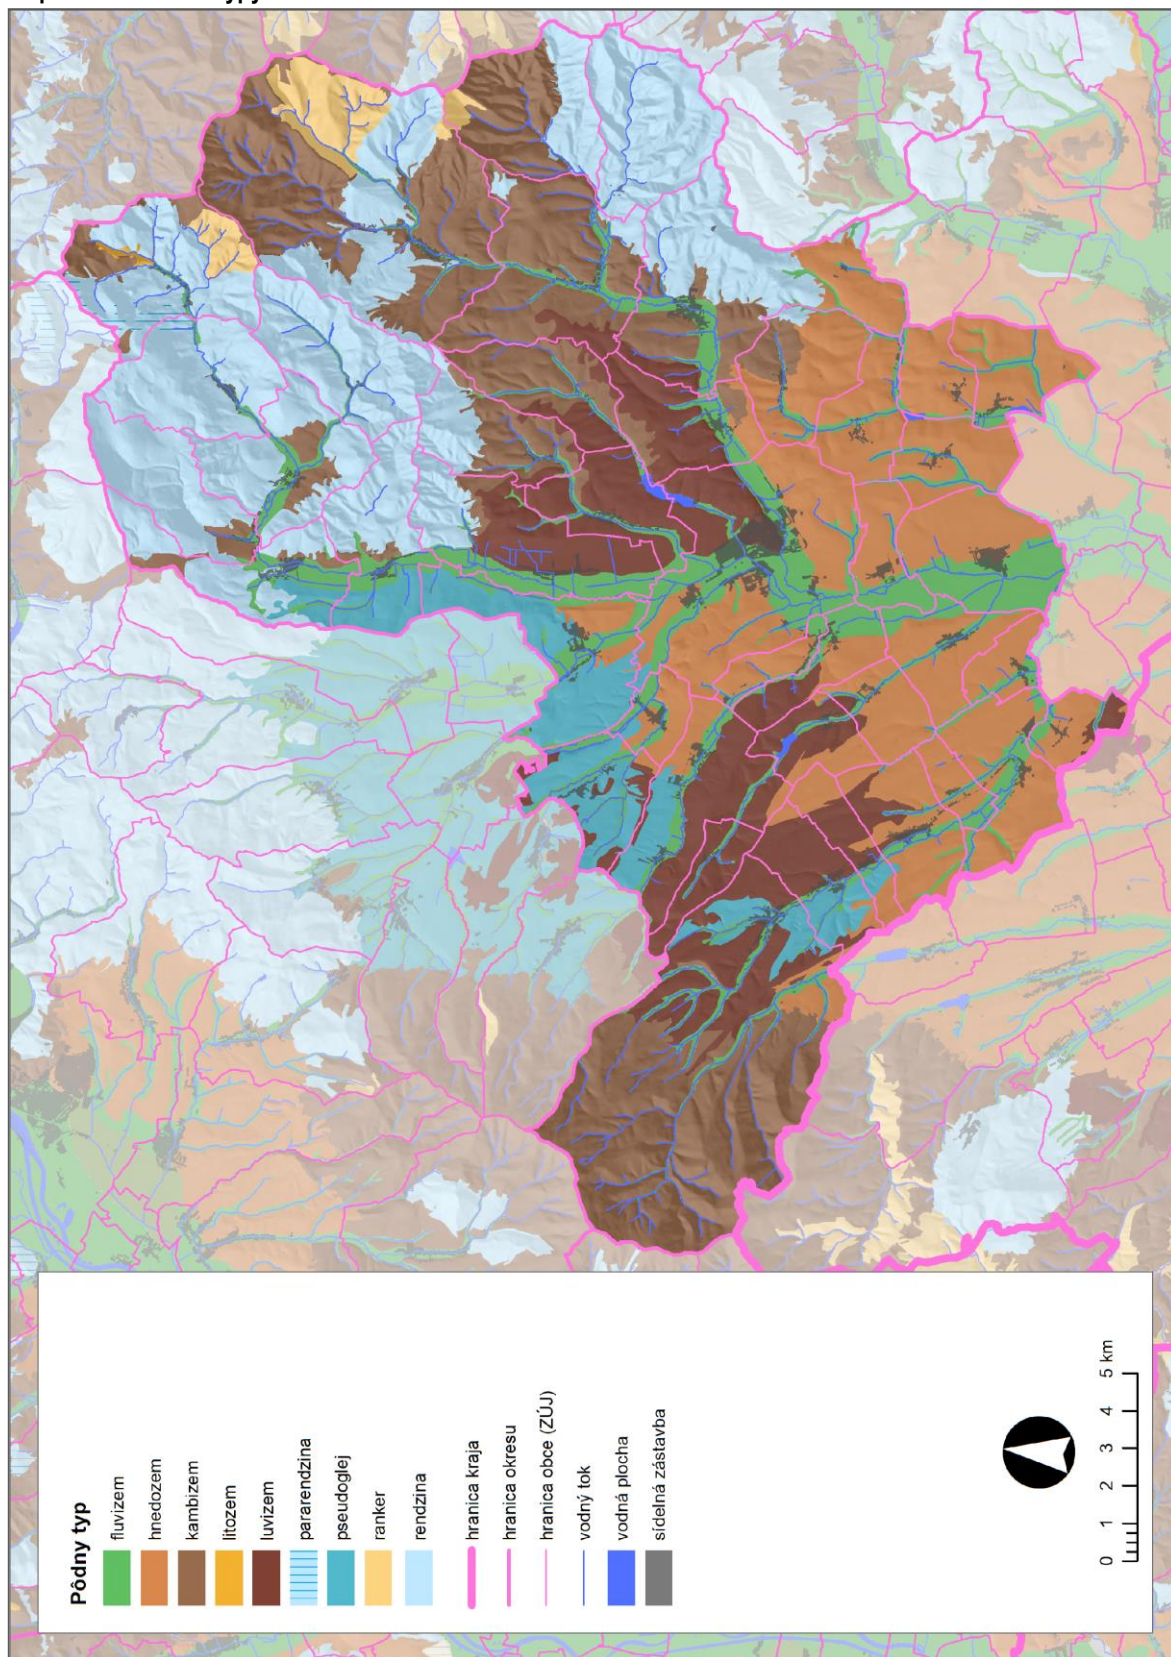 Pôdny typ
fluvizem
hnedozem
kambizem
litozem
luvizem
pararendzina
pseudoglej
ranker
rendzina
hranica kraja
hranica okresu
hranica obce (ZÚJ)
vodný tok
vodná plocha
sídelná zástavba
0 1 2 3 4 5 km